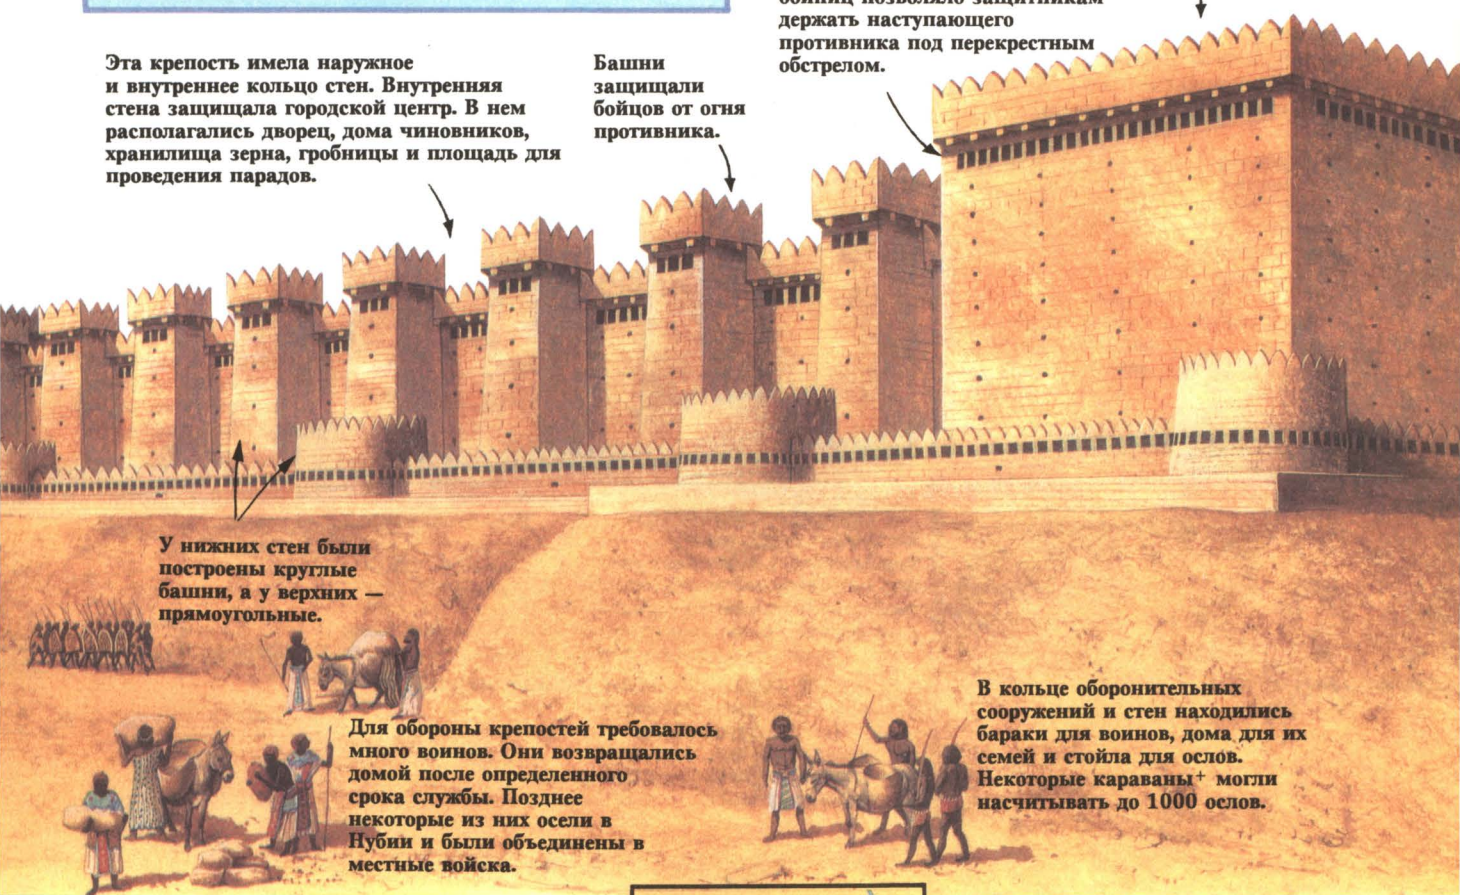 Эта крепость имела наружное
и внутреннее кольцо стен. Внутренняя
стена защищала городской центр. В нем
располагались дворец, дома чиновников,
хранилища зерна, гробницы и площадь для
проведения парадов.
Башни
защищали
бойцов от огня
противника.
держать наступающего
противника под перекрестным
обстрелом.
У нижних стен были
построены круглые
башни, а у верхних —
прямоугольные.
Для обороны крепостей требовалось
много воинов. Они возвращались
домой после определенного
срока службы. Позднее
некоторые из них осели в
Нубии и были объединены в
местные войска.
В кольце оборонительных
сооружений и стен находились
бараки для воинов, дома для их
семей и стойла для ослов.
Некоторые караваны+ могли
насчитывать до 1000 ослов.